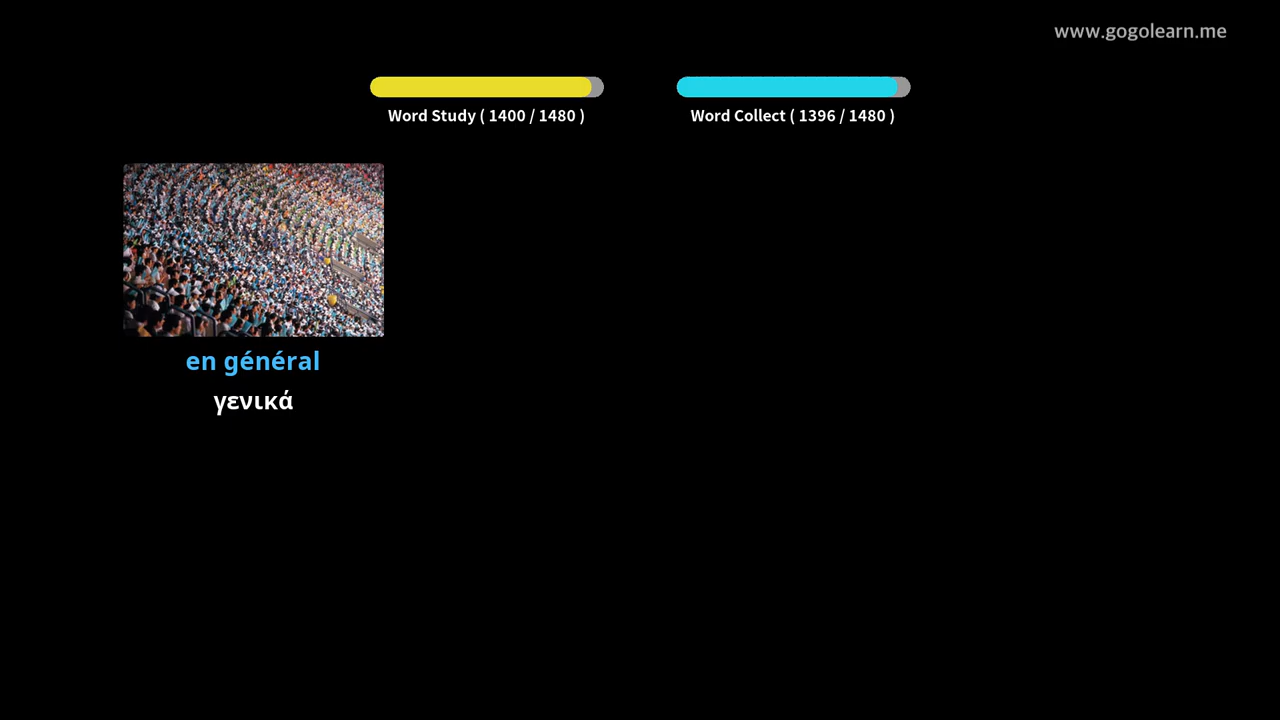 www.gogolearn.me
Word Study ( 1400 / 1480 )
Word Collect ( 1396 / 1480 )
en général
γενικά